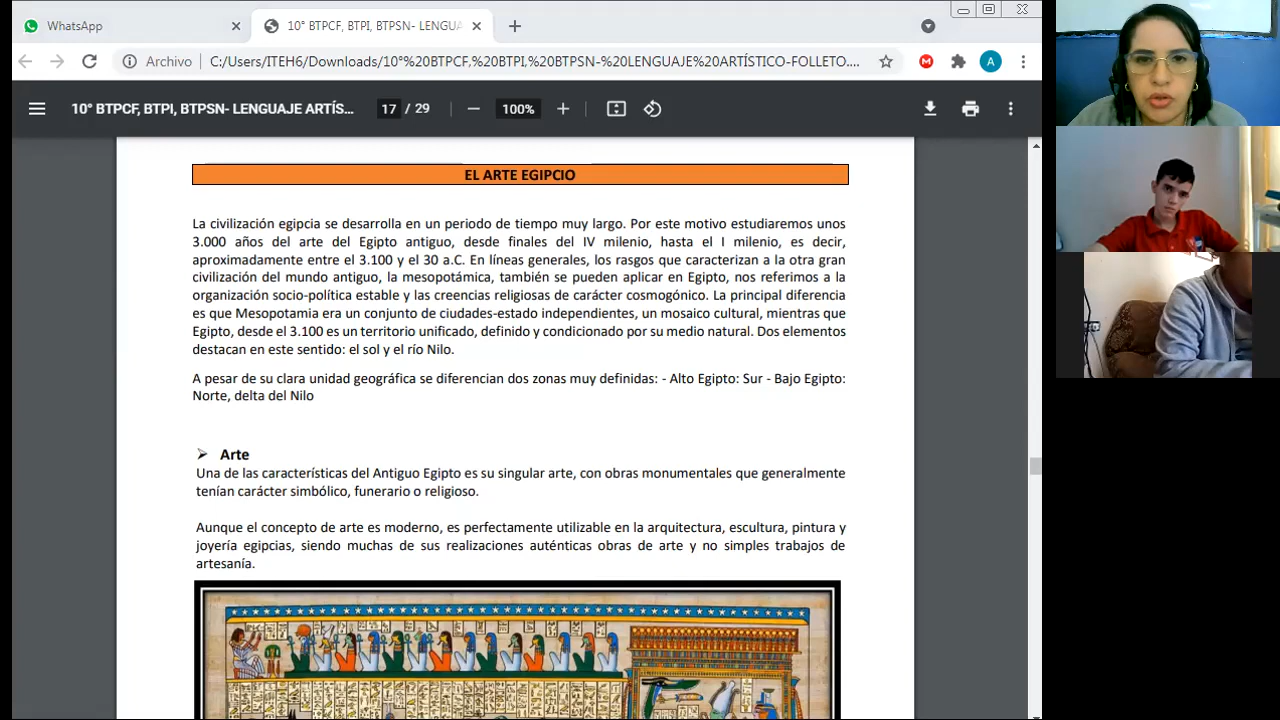 WhatsApp
10° BTPCF, BTPI, BTPSN- LENGUA
Archivo
C:/Users/ITEH6/Downloads/10°%20BTPCF,%20BTPI,%20BTPSN-%20LENGUAJE%20ARTÍSTICO-FOLLETO....
A
10° BTPCF, BTPI, BTPSN- LENGUAJE ARTÍS...
17 / 29
100%
EL ARTE EGIPCIO
La civilización egipcia se desarrolla en un periodo de tiempo muy largo. Por este motivo estudiaremos unos
3.000 años del arte del Egipto antiguo, desde finales del IV milenio, hasta el I milenio, es decir,
aproximadamente entre el 3.100 y el 30 a.C. En líneas generales, los rasgos que caracterizan a la otra gran
civilización del mundo antiguo, la mesopotámica, también se pueden aplicar en Egipto, nos referimos a la
organización socio-política estable y las creencias religiosas de carácter cosmogónico. La principal diferencia
es que Mesopotamia era un conjunto de ciudades-estado independientes, un mosaico cultural, mientras que
Egipto, desde el 3.100 es un territorio unificado, definido y condicionado por su medio natural. Dos elementos
destacan en este sentido: el sol y el río Nilo.
A pesar de su clara unidad geográfica se diferencian dos zonas muy definidas: - Alto Egipto: Sur - Bajo Egipto:
Norte, delta del Nilo
Arte
Una de las características del Antiguo Egipto es su singular arte, con obras monumentales que generalmente
tenían carácter simbólico, funerario o religioso.
Aunque el concepto de arte es moderno, es perfectamente utilizable en la arquitectura, escultura, pintura y
joyería egipcias, siendo muchas de sus realizaciones auténticas obras de arte y no simples trabajos de
artesanía.